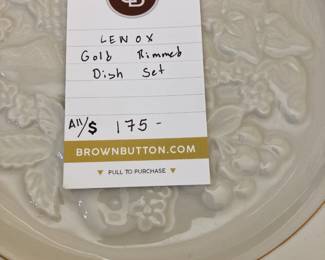 LENOX
Gold Rimmed
Dish Set
All/$ 175-
BROWNBUTTON.COM
▼ PULL TO PURCHASE ▼